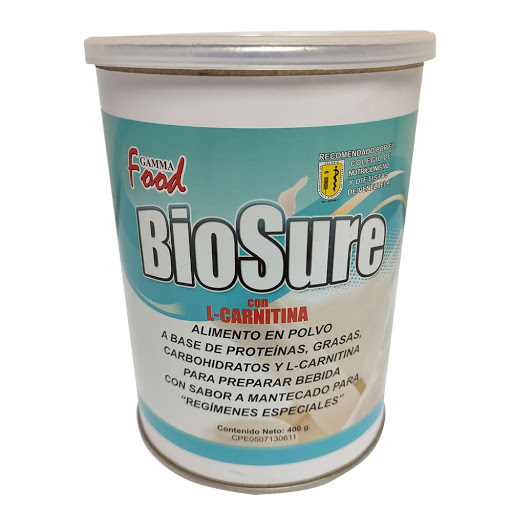 GAMMA
Food
RECOMENDADO POR EL
COLEGIO DE
NUTRICIONISTAS
Y DIETISTAS
DE VENEZUELA
BioSure
con
L-CARNITINA
ALIMENTO EN POLVO
A BASE DE PROTEÍNAS, GRASAS,
CARBOHIDRATOS Y L-CARNITINA
PARA PREPARAR BEBIDA
CON SABOR A MANTECADO PARA
"REGÍMENES ESPECIALES"
Contenido Neto: 400 g.
CPE0507130611